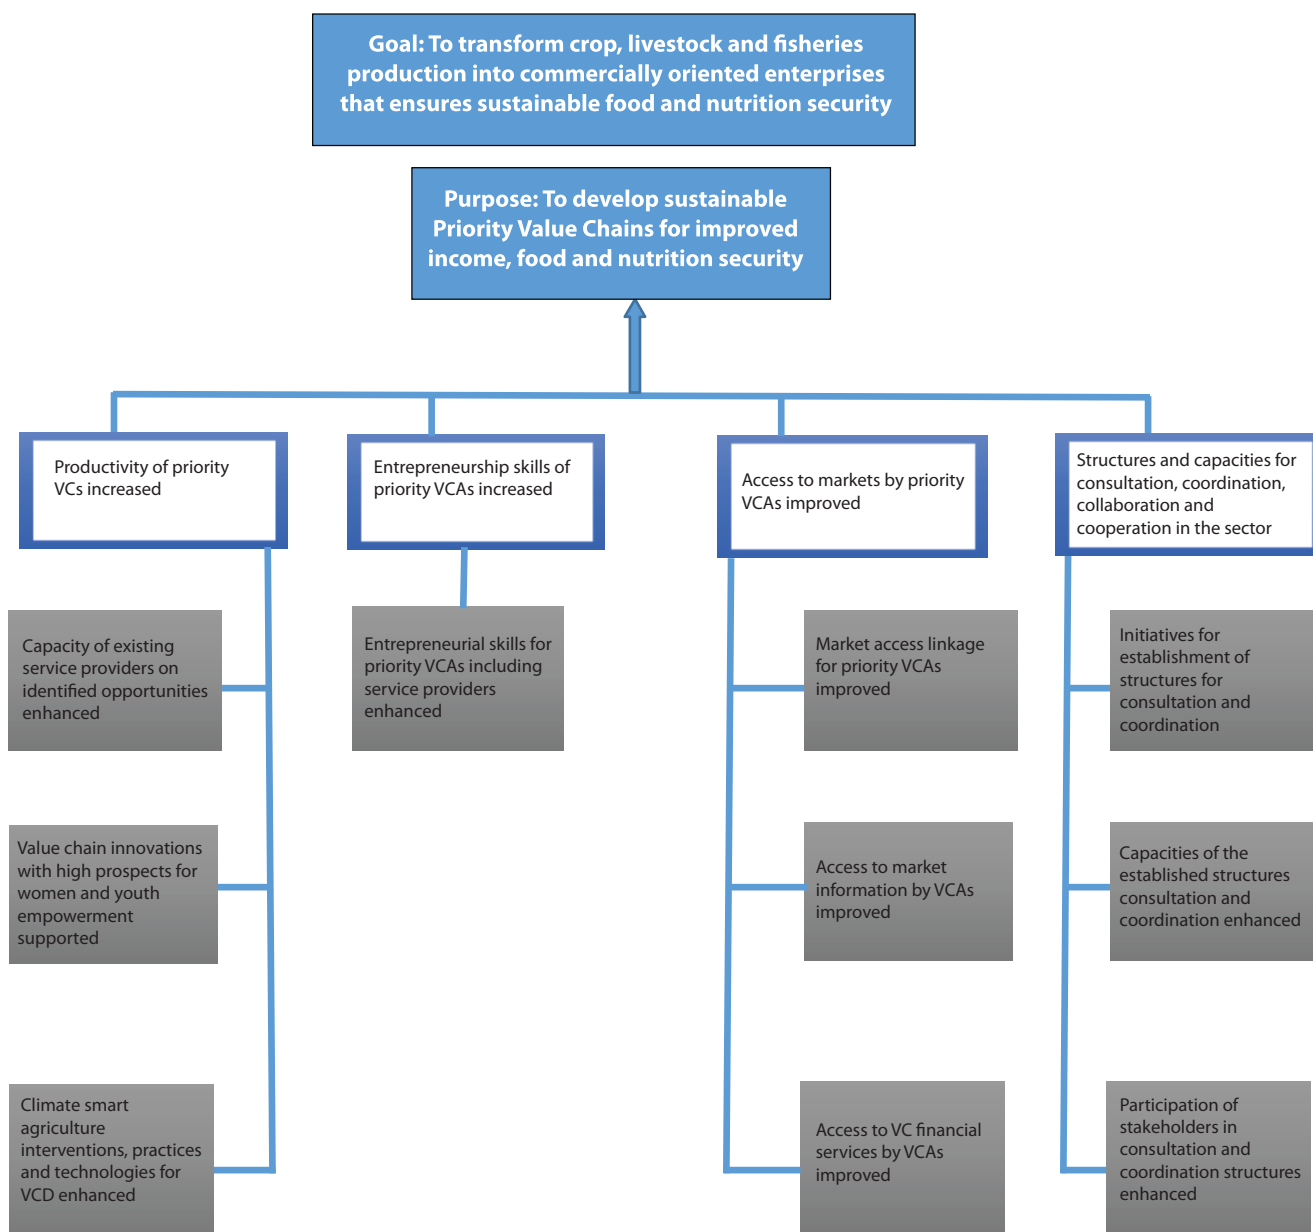 Goal: To transform crop, livestock and fisheries
production into commercially oriented enterprises
that ensures sustainable food and nutrition security
Purpose: To develop sustainable
Priority Value Chains for improved
income, food and nutrition security
Productivity of priority
VCs increased
Entrepreneurship skills of
priority VCAs increased
Access to markets by priority
VCAs improved
Structures and capacities for
consultation, coordination,
collaboration and
cooperation in the sector
Capacity of existing
service providers on
identified opportunities
enhanced
Entrepreneurial skills for
priority VCAs including
service providers
enhanced
Market access linkage
for priority VCAs
improved
Initiatives for
establishment of
structures for
consultation and
coordination
Value chain innovations
with high prospects for
women and youth
empowerment
supported
Access to market
information by VCAs
improved
Capacities of the
established structures
consultation and
coordination enhanced
Climate smart
agriculture
interventions, practices
and technologies for
VCD enhanced
Access to VC financial
services by VCAs
improved
Participation of
stakeholders in
consultation and
coordination structures
enhanced